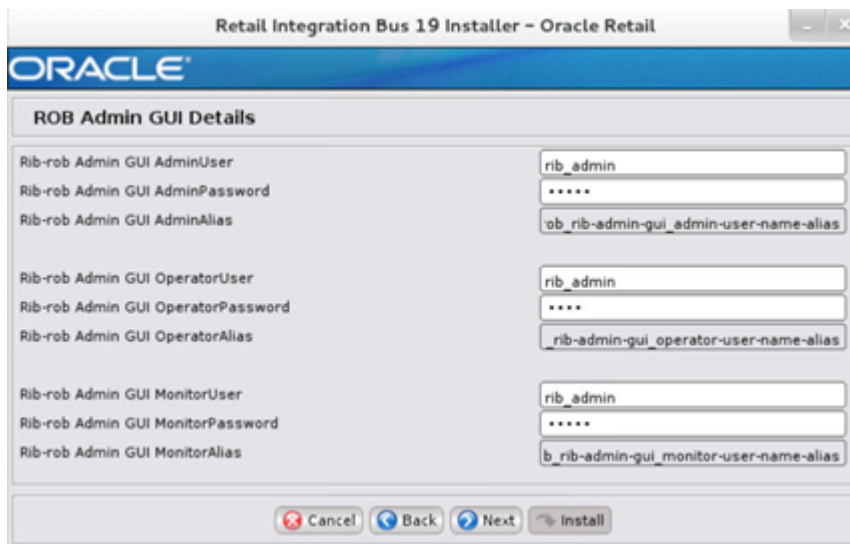 Retail Integration Bus 19 Installer – Oracle Retail
ORACLE
ROB Admin GUI Details
Rib-rob Admin GUI AdminUser rib_admin
Rib-rob Admin GUI AdminPassword •••••
Rib-rob Admin GUI AdminAlias ob_rib-admin-gui_admin-user-name-alias
Rib-rob Admin GUI OperatorUser rib_admin
Rib-rob Admin GUI OperatorPassword ••••
Rib-rob Admin GUI OperatorAlias _rib-admin-gui_operator-user-name-alias
Rib-rob Admin GUI MonitorUser rib_admin
Rib-rob Admin GUI MonitorPassword •••••
Rib-rob Admin GUI MonitorAlias b_rib-admin-gui_monitor-user-name-alias
Cancel Back Next Install